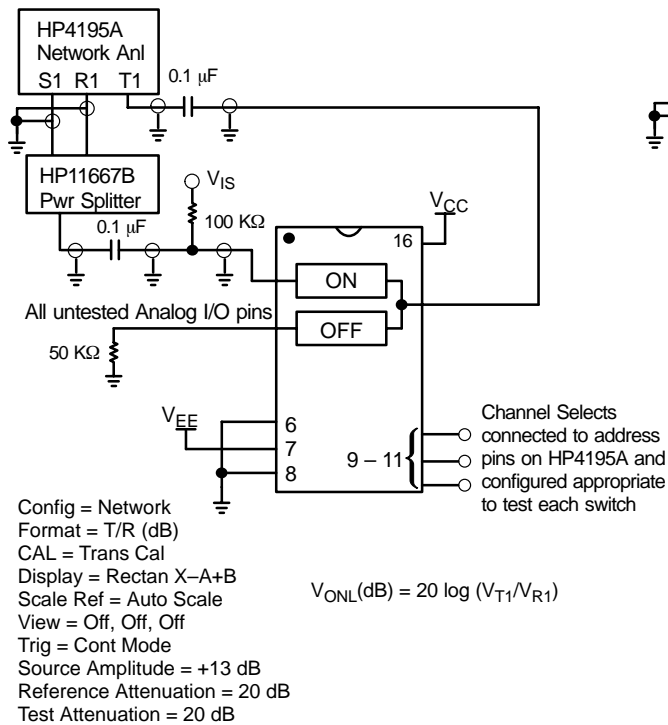 HP4195A
Network Anl
S1 R1 T1
0.1 μF
HP11667B
Pwr Splitter
V_IS
0.1 μF
100 KΩ
V_CC
16
ON
All untested Analog I/O pins
OFF
50 KΩ
V_EE
6
7
8
9 – 11
Channel Selects
connected to address
pins on HP4195A and
configured appropriate
to test each switch
Config = Network
Format = T/R (dB)
CAL = Trans Cal
Display = Rectan X–A+B
Scale Ref = Auto Scale
View = Off, Off, Off
Trig = Cont Mode
Source Amplitude = +13 dB
Reference Attenuation = 20 dB
Test Attenuation = 20 dB
V_ONL(dB) = 20 log (V_T1/V_R1)